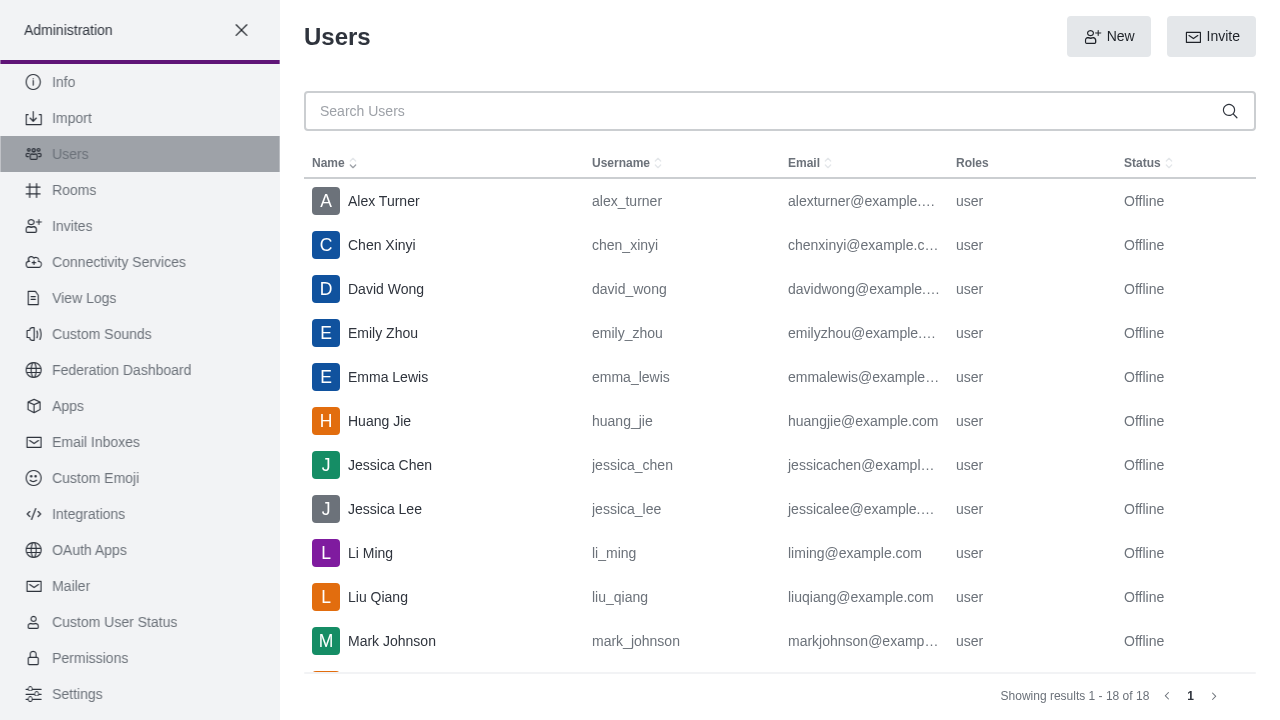 Administration
Info
Import
Users
Rooms
Invites
Connectivity Services
View Logs
Custom Sounds
Federation Dashboard
Apps
Email Inboxes
Custom Emoji
Integrations
OAuth Apps
Mailer
Custom User Status
Permissions
Settings
Users
New
Invite
Search Users
Name Username Email Roles Status
A Alex Turner alex_turner alexturner@example.… user Offline
C Chen Xinyi chen_xinyi chenxinyi@example.c… user Offline
D David Wong david_wong davidwong@example.… user Offline
E Emily Zhou emily_zhou emilyzhou@example.… user Offline
E Emma Lewis emma_lewis emmalewis@example… user Offline
H Huang Jie huang_jie huangjie@example.com user Offline
J Jessica Chen jessica_chen jessicachen@exampl… user Offline
J Jessica Lee jessica_lee jessicalee@example.… user Offline
L Li Ming li_ming liming@example.com user Offline
L Liu Qiang liu_qiang liuqiang@example.com user Offline
M Mark Johnson mark_johnson markjohnson@examp… user Offline
Showing results 1 - 18 of 18 1